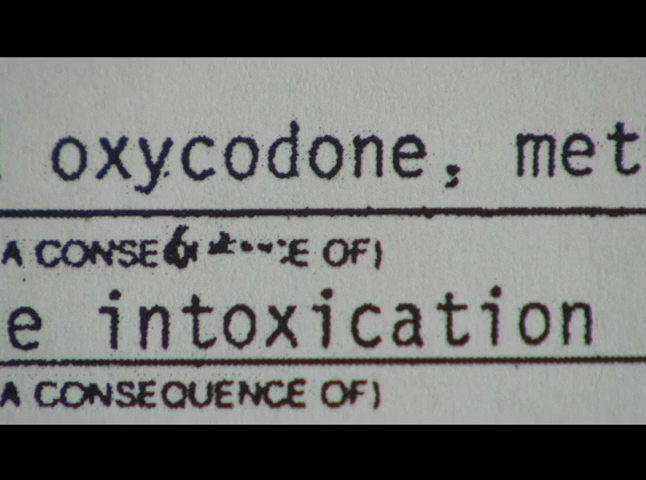 oxycodone, met
A CONSE E OF)
e intoxication
A CONSEQUENCE OF)